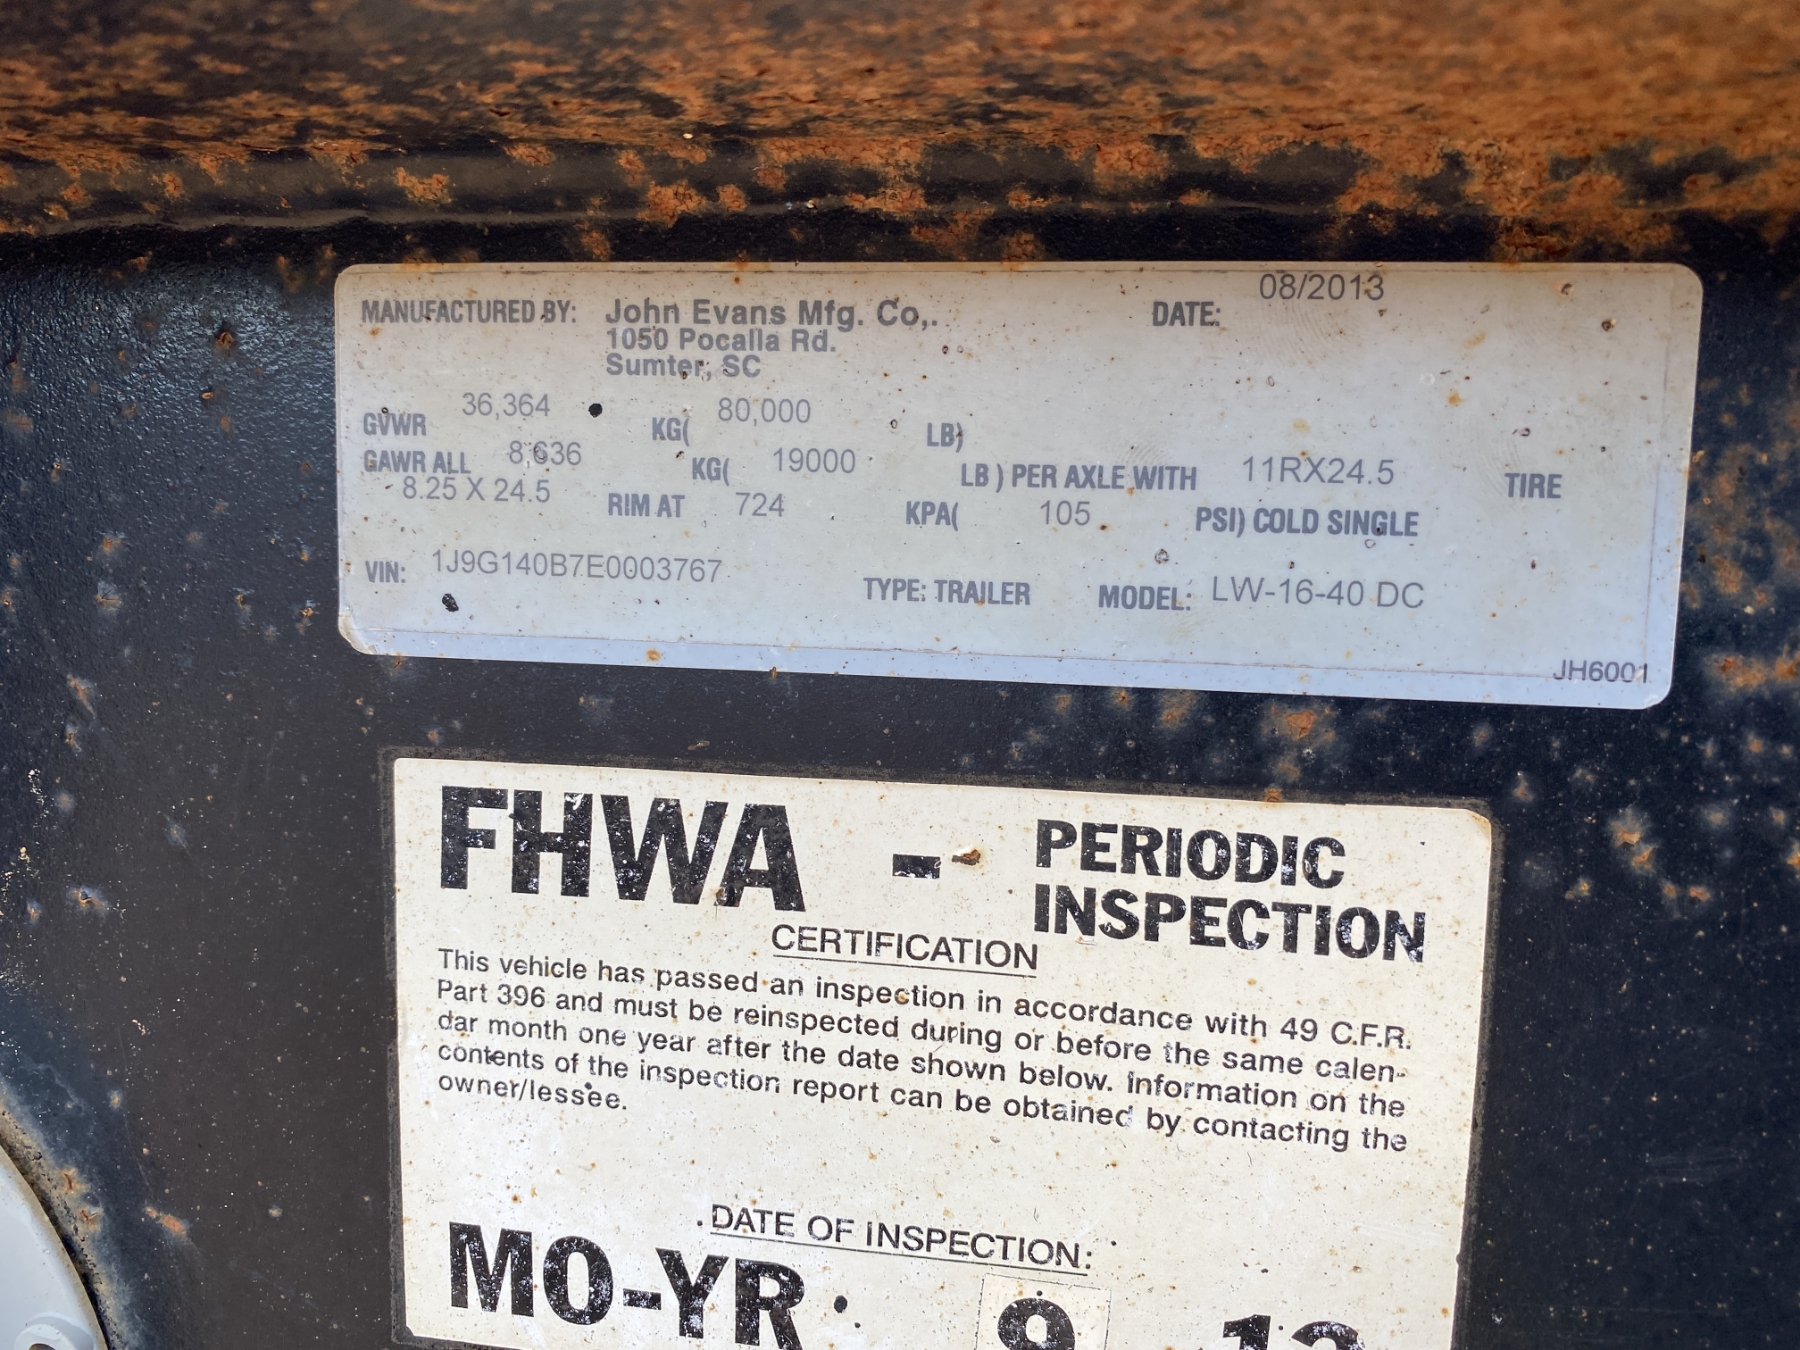 MANUFACTURED BY: John Evans Mfg. Co,. DATE: 08/2013
1050 Pocalla Rd.
Sumter, SC
GVWR 36,364 KG( 80,000 LB)
GAWR ALL 8,636 KG( 19000 LB ) PER AXLE WITH 11RX24.5 TIRE
8.25 X 24.5 RIM AT 724 KPA( 105 PSI) COLD SINGLE
VIN: 1J9G140B7E0003767 TYPE: TRAILER MODEL: LW-16-40 DC
JH6001
FHWA - PERIODIC
INSPECTION
CERTIFICATION
This vehicle has passed an inspection in accordance with 49 C.F.R.
Part 396 and must be reinspected during or before the same calen-
dar month one year after the date shown below. Information on the
contents of the inspection report can be obtained by contacting the
owner/lessee.
DATE OF INSPECTION:
MO-YR 9